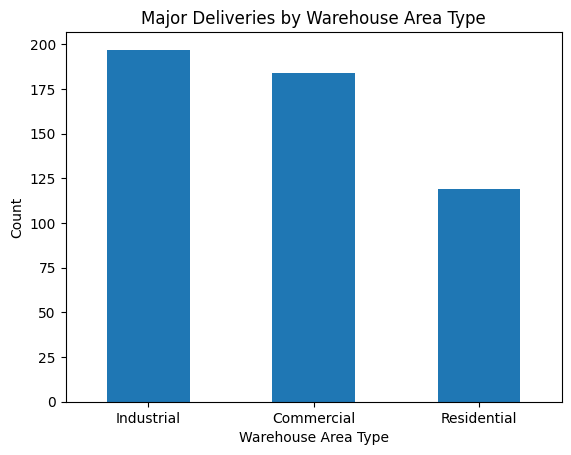 Major Deliveries by Warehouse Area Type
200
175
150
125
100
75
50
25
0
Count
Industrial Commercial Residential
Warehouse Area Type